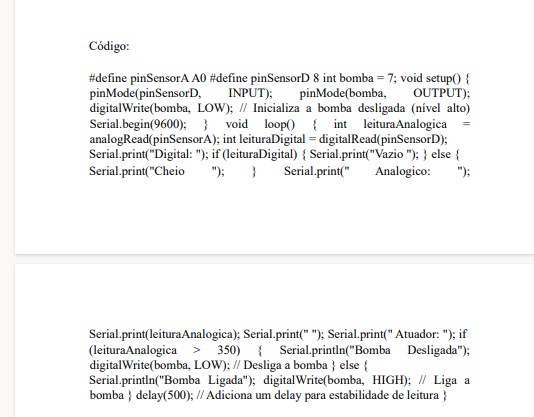 Código:
#define pinSensorA A0 #define pinSensorD 8 int bomba = 7; void setup() {
pinMode(pinSensorD, INPUT); pinMode(bomba, OUTPUT);
digitalWrite(bomba, LOW); // Inicializa a bomba desligada (nível alto)
Serial.begin(9600); } void loop() { int leituraAnalogica =
analogRead(pinSensorA); int leituraDigital = digitalRead(pinSensorD);
Serial.print("Digital: "); if (leituraDigital) { Serial.print("Vazio "); } else {
Serial.print("Cheio "); } Serial.print(" Analogico: ");
Serial.print(leituraAnalogica); Serial.print(" "); Serial.print(" Atuador: "); if
(leituraAnalogica > 350) { Serial.println("Bomba Desligada");
digitalWrite(bomba, LOW); // Desliga a bomba } else {
Serial.println("Bomba Ligada"); digitalWrite(bomba, HIGH); // Liga a
bomba } delay(500); // Adiciona um delay para estabilidade de leitura }